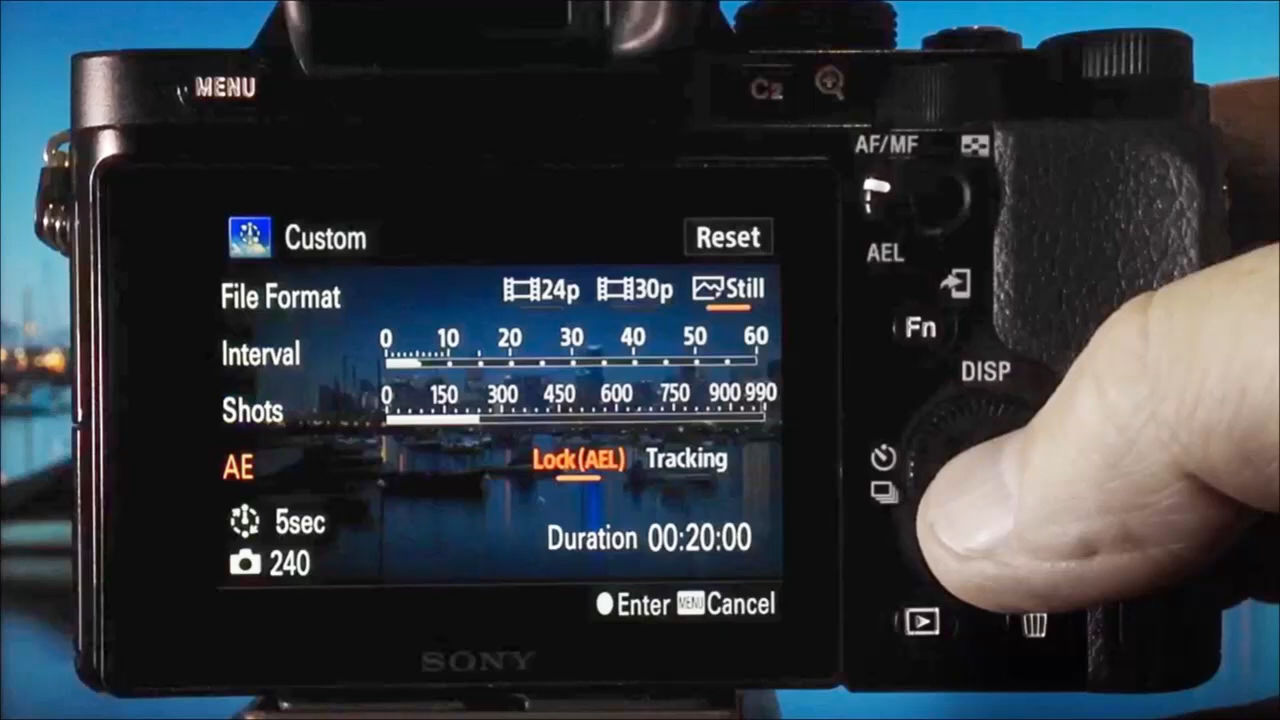 MENU
C2
AF/MF
AEL
Fn
DISP
Custom Reset
File Format 24p 30p Still
Interval 0 10 20 30 40 50 60
Shots 0 150 300 450 600 750 900 990
AE Lock(AEL) Tracking
5sec
240
Duration 00:20:00
Enter MENU Cancel
SONY